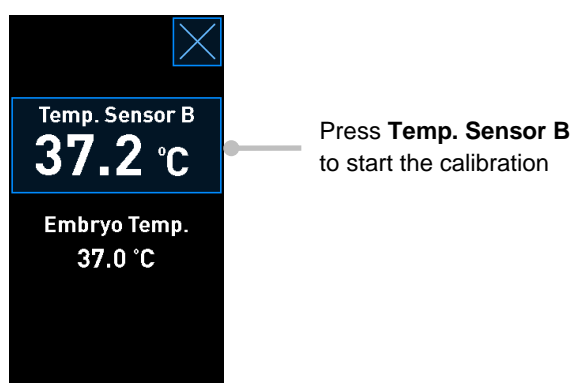 Temp. Sensor B
37.2 °C
Press Temp. Sensor B
to start the calibration
Embryo Temp.
37.0 °C